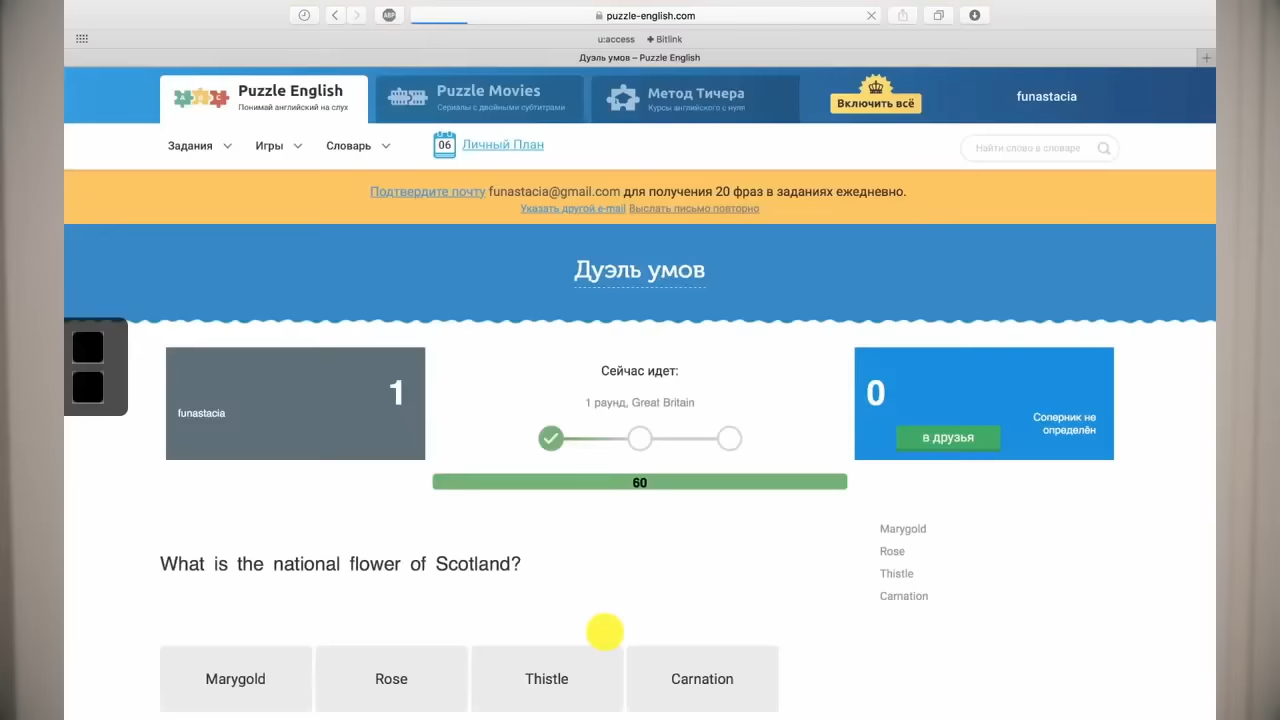 ABP
puzzle-english.com
u:access
Bitlink
Дуэль умов – Puzzle English
Puzzle English
Понимай английский на слух
Puzzle Movies
Сериалы с двойными субтитрами
Метод Тичера
Курсы английского с нуля
Включить всё
funastacia
Задания
Игры
Словарь
06
Личный План
Найти слово в словаре
Подтвердите почту funastacia@gmail.com для получения 20 фраз в заданиях ежедневно.
Указать другой e-mail Выслать письмо повторно
Дуэль умов
1
funastacia
Сейчас идет:
1 раунд, Great Britain
60
0
Соперник не
определён
в друзья
What is the national flower of Scotland?
Marygold
Rose
Thistle
Carnation
Marygold
Rose
Thistle
Carnation